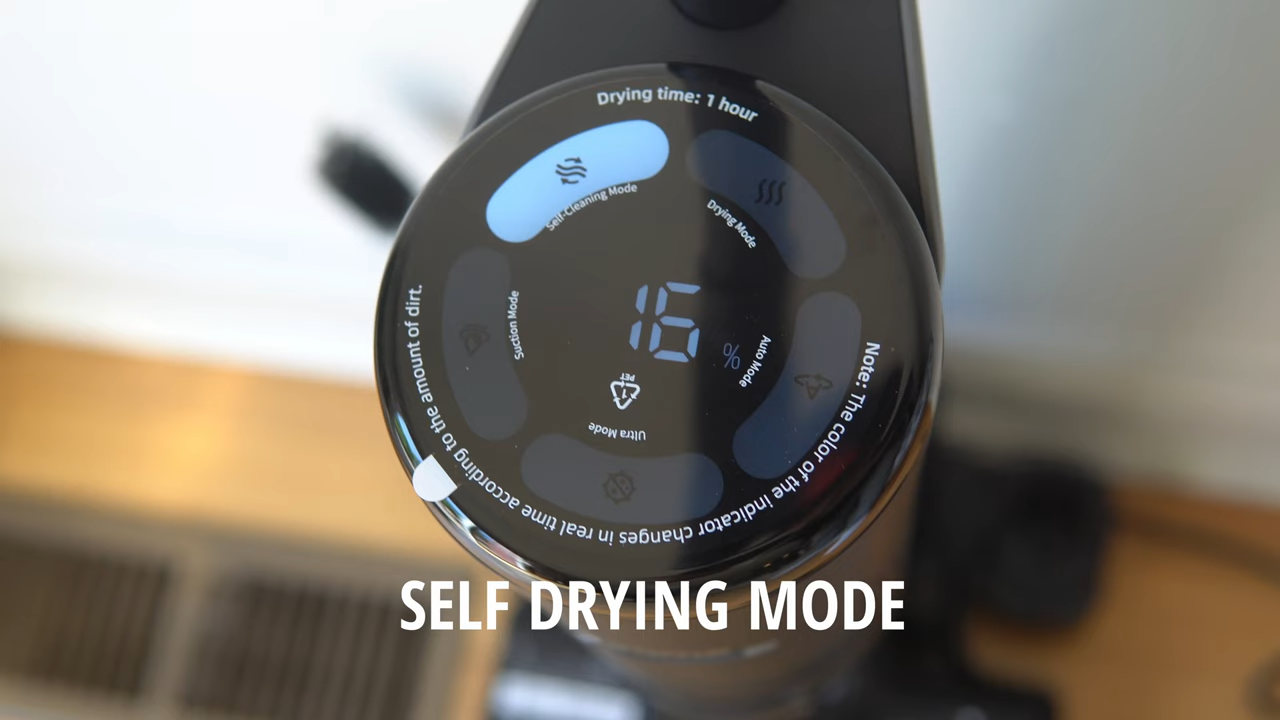 Drying time: 1 hour
Self-Cleaning Mode
Drying Mode
Suction Mode
16
%
Auto Mode
1
PET
Ultra Mode
Note: The color of the indicator changes in real time according to the amount of dirt.
SELF DRYING MODE